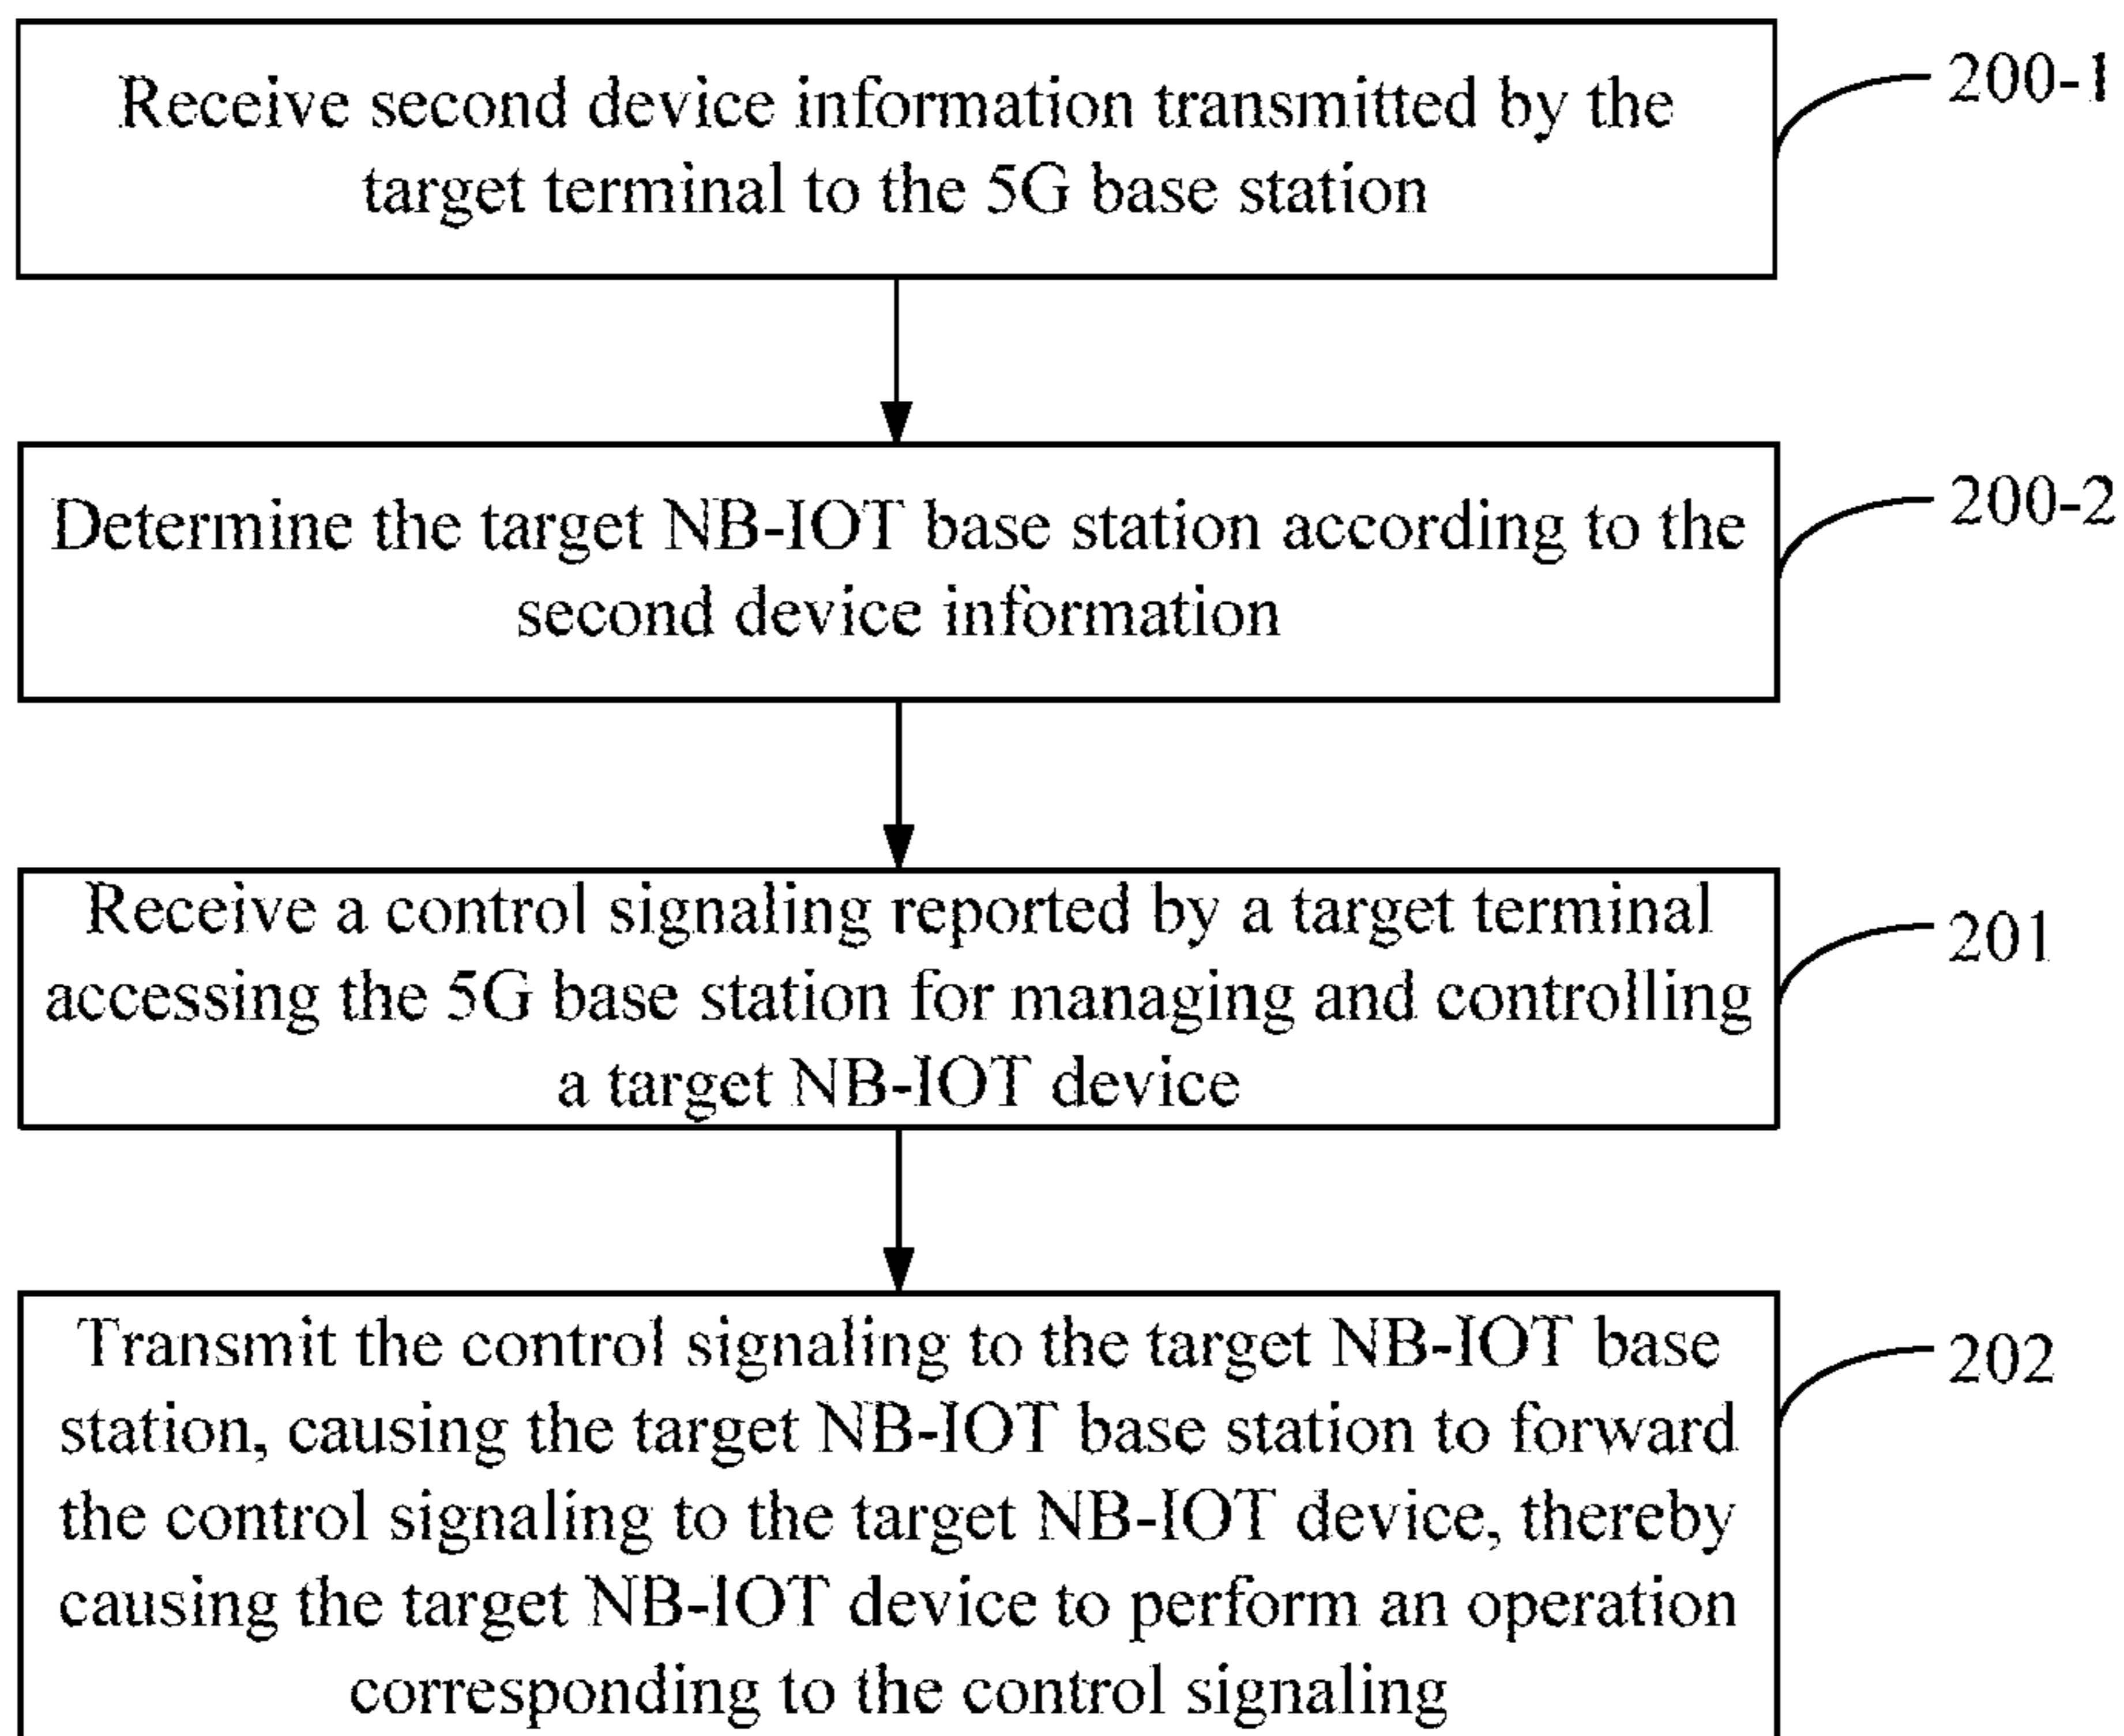 Receive second device information transmitted by the
target terminal to the 5G base station
200-1
Determine the target NB-IOT base station according to the
second device information
200-2
Receive a control signaling reported by a target terminal
accessing the 5G base station for managing and controlling
a target NB-IOT device
201
Transmit the control signaling to the target NB-IOT base
station, causing the target NB-IOT base station to forward
the control signaling to the target NB-IOT device, thereby
causing the target NB-IOT device to perform an operation
corresponding to the control signaling
202